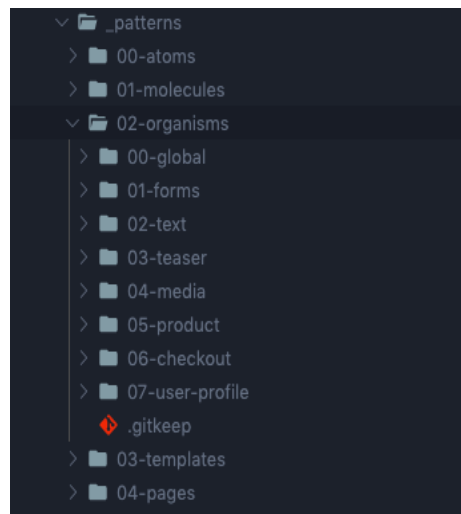 _patterns
00-atoms
01-molecules
02-organisms
00-global
01-forms
02-text
03-teaser
04-media
05-product
06-checkout
07-user-profile
.gitkeep
03-templates
04-pages